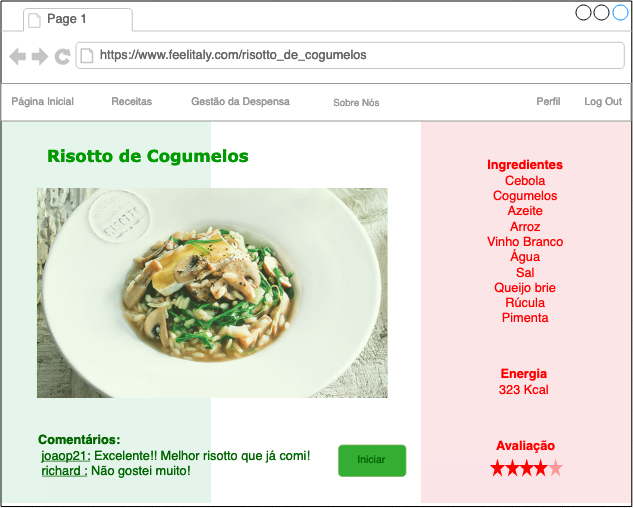 Page 1
https://www.feelitaly.com/risotto_de_cogumelos
Página Inicial Receitas Gestão da Despensa Sobre Nós Perfil Log Out
Risotto de Cogumelos
RISOTTO
Comentários:
joaop21: Excelente!! Melhor risotto que já comi!
richard : Não gostei muito!
Iniciar
Ingredientes
Cebola
Cogumelos
Azeite
Arroz
Vinho Branco
Água
Sal
Queijo brie
Rúcula
Pimenta
Energia
323 Kcal
Avaliação